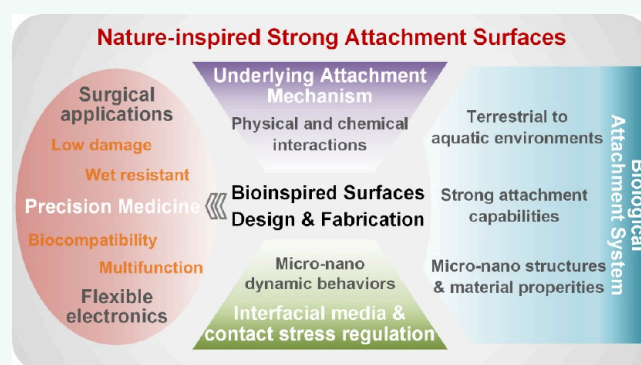 Nature-inspired Strong Attachment Surfaces
Surgical
applications
Low damage
Wet resistant
Precision Medicine
Biocompatibility
Multifunction
Flexible
electronics
Underlying Attachment
Mechanism
Physical and chemical
interactions
Bioinspired Surfaces
Design & Fabrication
Micro-nano
dynamic behaviors
Interfacial media &
contact stress regulation
Terrestrial to
aquatic environments
Strong attachment
capabilities
Micro-nano structures
& material properities
Biological
Attachment System